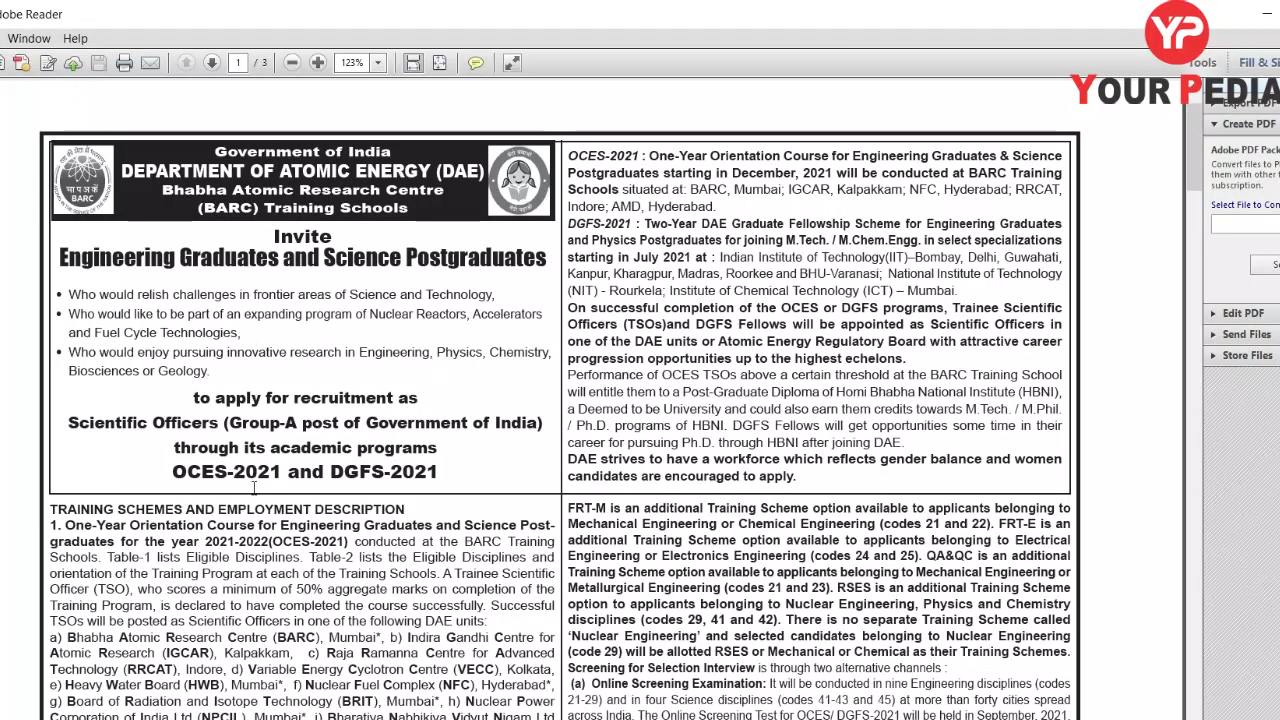 dobe Reader
Window Help
1 / 3 123%
YP
YOUR PEDIA
Tools Fill & Si
Export PDF
Create PDF
Adobe PDF Pack
Convert files to P
them with other t
subscription.
Select File to Con
Edit PDF
Send Files
Store Files
BARC
Government of India
DEPARTMENT OF ATOMIC ENERGY (DAE)
Bhabha Atomic Research Centre
(BARC) Training Schools
Invite
Engineering Graduates and Science Postgraduates
• Who would relish challenges in frontier areas of Science and Technology,
• Who would like to be part of an expanding program of Nuclear Reactors, Accelerators
and Fuel Cycle Technologies,
• Who would enjoy pursuing innovative research in Engineering, Physics, Chemistry,
Biosciences or Geology.
to apply for recruitment as
Scientific Officers (Group-A post of Government of India)
through its academic programs
OCES-2021 and DGFS-2021
OCES-2021 : One-Year Orientation Course for Engineering Graduates & Science
Postgraduates starting in December, 2021 will be conducted at BARC Training
Schools situated at: BARC, Mumbai; IGCAR, Kalpakkam; NFC, Hyderabad; RRCAT,
Indore; AMD, Hyderabad.
DGFS-2021 : Two-Year DAE Graduate Fellowship Scheme for Engineering Graduates
and Physics Postgraduates for joining M.Tech. / M.Chem.Engg. in select specializations
starting in July 2021 at : Indian Institute of Technology(IIT)–Bombay, Delhi, Guwahati,
Kanpur, Kharagpur, Madras, Roorkee and BHU-Varanasi; National Institute of Technology
(NIT) - Rourkela; Institute of Chemical Technology (ICT) – Mumbai.
On successful completion of the OCES or DGFS programs, Trainee Scientific
Officers (TSOs)and DGFS Fellows will be appointed as Scientific Officers in
one of the DAE units or Atomic Energy Regulatory Board with attractive career
progression opportunities up to the highest echelons.
Performance of OCES TSOs above a certain threshold at the BARC Training School
will entitle them to a Post-Graduate Diploma of Homi Bhabha National Institute (HBNI),
a Deemed to be University and could also earn them credits towards M.Tech. / M.Phil.
/ Ph.D. programs of HBNI. DGFS Fellows will get opportunities some time in their
career for pursuing Ph.D. through HBNI after joining DAE.
DAE strives to have a workforce which reflects gender balance and women
candidates are encouraged to apply.
TRAINING SCHEMES AND EMPLOYMENT DESCRIPTION
1. One-Year Orientation Course for Engineering Graduates and Science Post-
graduates for the year 2021-2022(OCES-2021) conducted at the BARC Training
Schools. Table-1 lists Eligible Disciplines. Table-2 lists the Eligible Disciplines and
orientation of the Training Program at each of the Training Schools. A Trainee Scientific
Officer (TSO), who scores a minimum of 50% aggregate marks on completion of the
Training Program, is declared to have completed the course successfully. Successful
TSOs will be posted as Scientific Officers in one of the following DAE units:
a) Bhabha Atomic Research Centre (BARC), Mumbai*, b) Indira Gandhi Centre for
Atomic Research (IGCAR), Kalpakkam, c) Raja Ramanna Centre for Advanced
Technology (RRCAT), Indore, d) Variable Energy Cyclotron Centre (VECC), Kolkata,
e) Heavy Water Board (HWB), Mumbai*, f) Nuclear Fuel Complex (NFC), Hyderabad*,
g) Board of Radiation and Isotope Technology (BRIT), Mumbai*, h) Nuclear Power
Corporation of India Ltd (NPCIL), Mumbai*, i) Bharatiya Nabhikiya Vidyut Nigam Ltd
FRT-M is an additional Training Scheme option available to applicants belonging to
Mechanical Engineering or Chemical Engineering (codes 21 and 22). FRT-E is an
additional Training Scheme option available to applicants belonging to Electrical
Engineering or Electronics Engineering (codes 24 and 25). QA&QC is an additional
Training Scheme option available to applicants belonging to Mechanical Engineering or
Metallurgical Engineering (codes 21 and 23). RSES is an additional Training Scheme
option to applicants belonging to Nuclear Engineering, Physics and Chemistry
disciplines (codes 29, 41 and 42). There is no separate Training Scheme called
‘Nuclear Engineering’ and selected candidates belonging to Nuclear Engineering
(code 29) will be allotted RSES or Mechanical or Chemical as their Training Schemes.
Screening for Selection Interview is through two alternative channels :
(a) Online Screening Examination: It will be conducted in nine Engineering disciplines (codes
21-29) and in four Science disciplines (codes 41-43 and 45) at more than forty cities spread
across India. The Online Screening Test for OCES/ DGFS-2021 will be held in September, 2021.